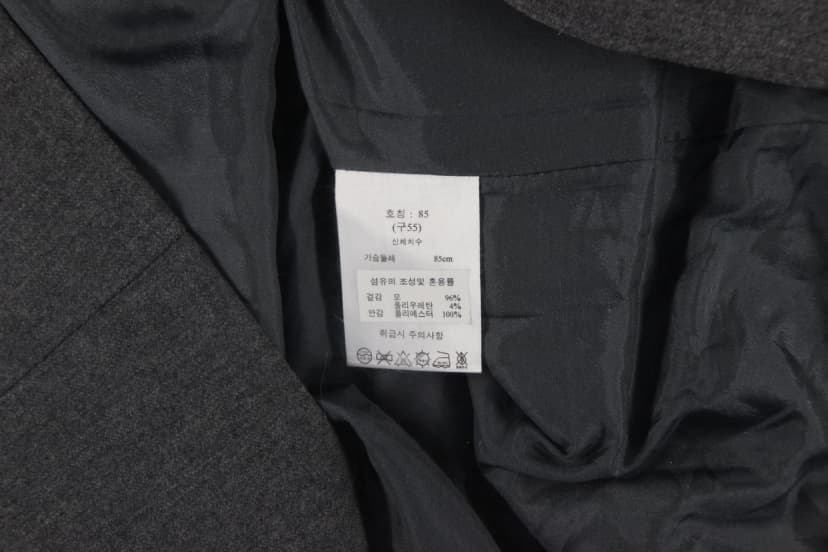 호칭 : 85
(구55)
신체치수
가슴둘레 85cm
섬유의 조성및 혼용률
겉감 모 96%
폴리우레탄 4%
안감 폴리에스터 100%
취급시 주의사항